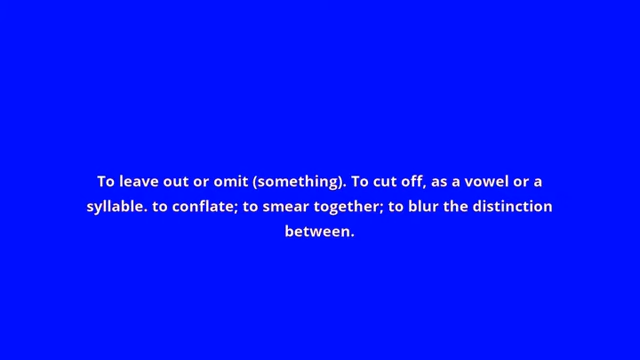 To leave out or omit (something). To cut off, as a vowel or a
syllable. to conflate; to smear together; to blur the distinction
between.